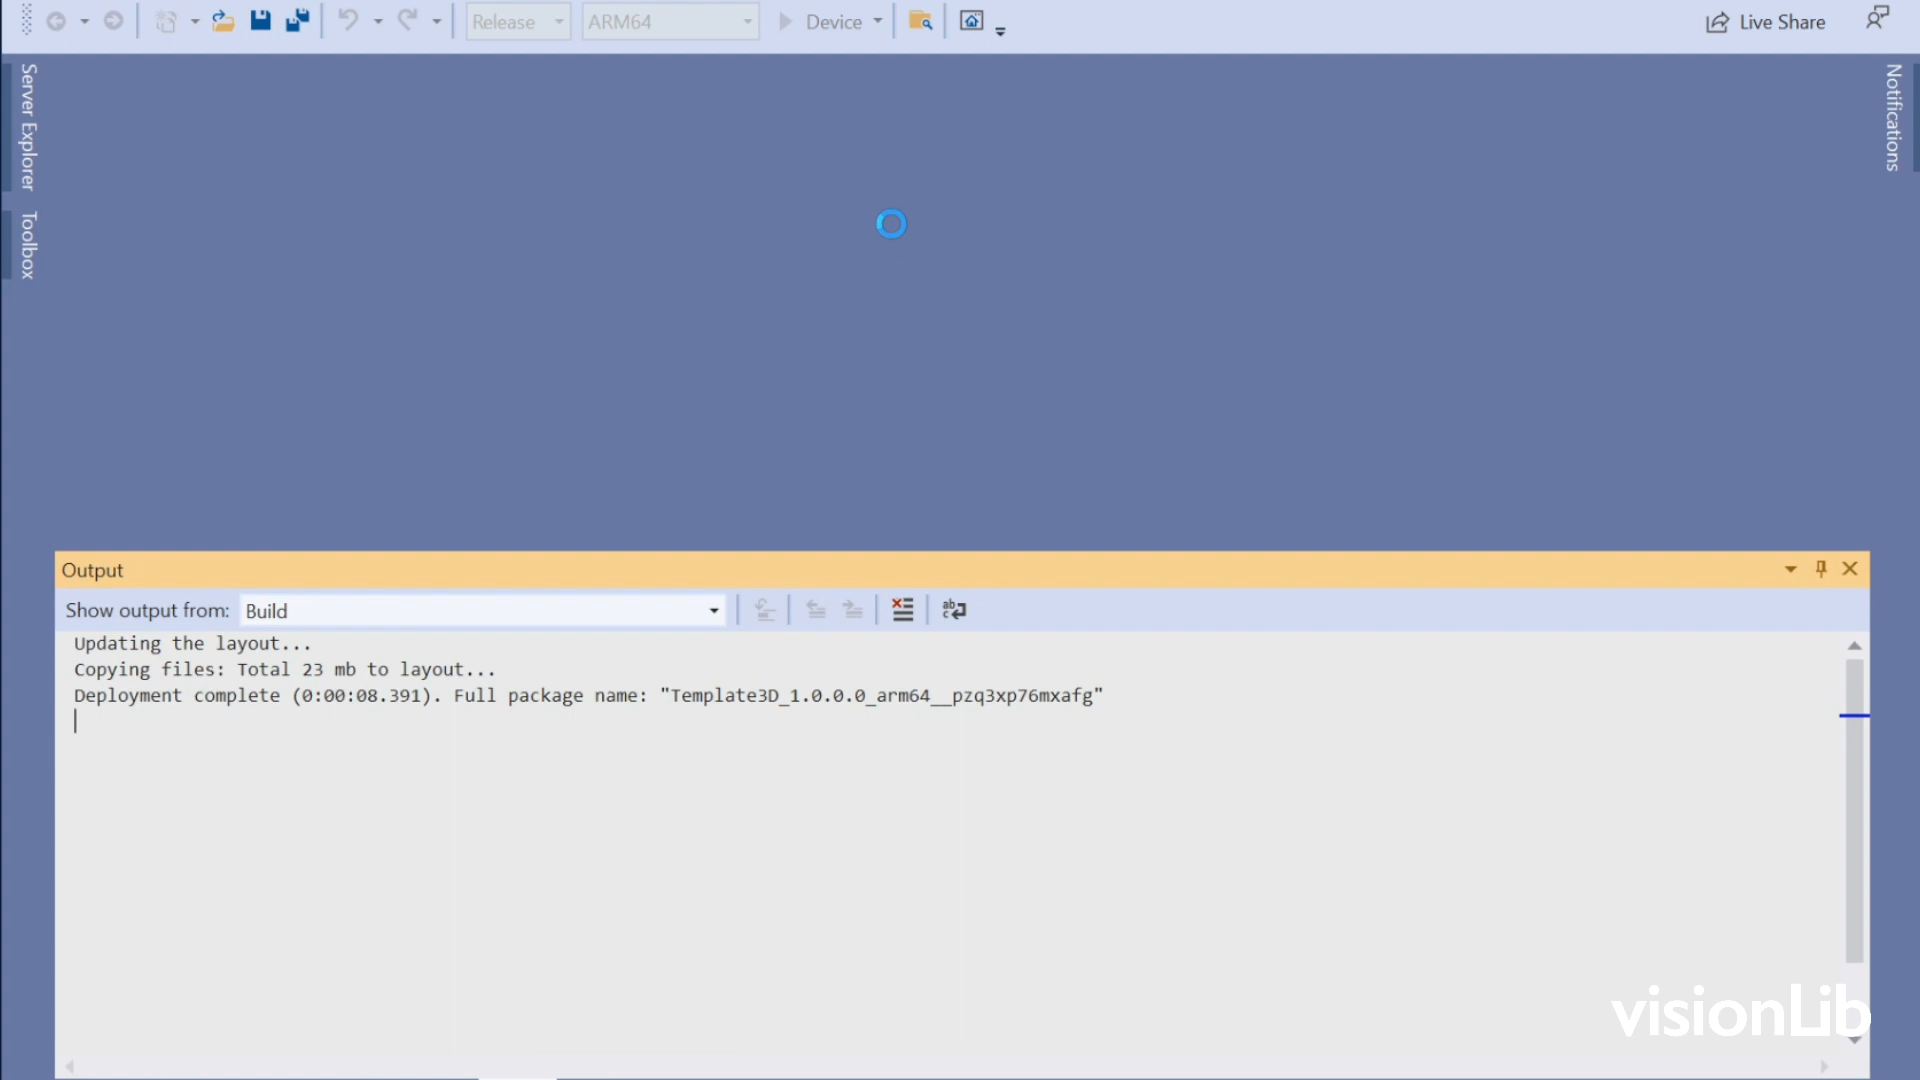 Release
ARM64
Device
Live Share
Server Explorer
Toolbox
Notifications
Output
Show output from:
Build
Updating the layout...
Copying files: Total 23 mb to layout...
Deployment complete (0:00:08.391). Full package name: "Template3D_1.0.0.0_arm64__pzq3xp76mxafg"
visionLib